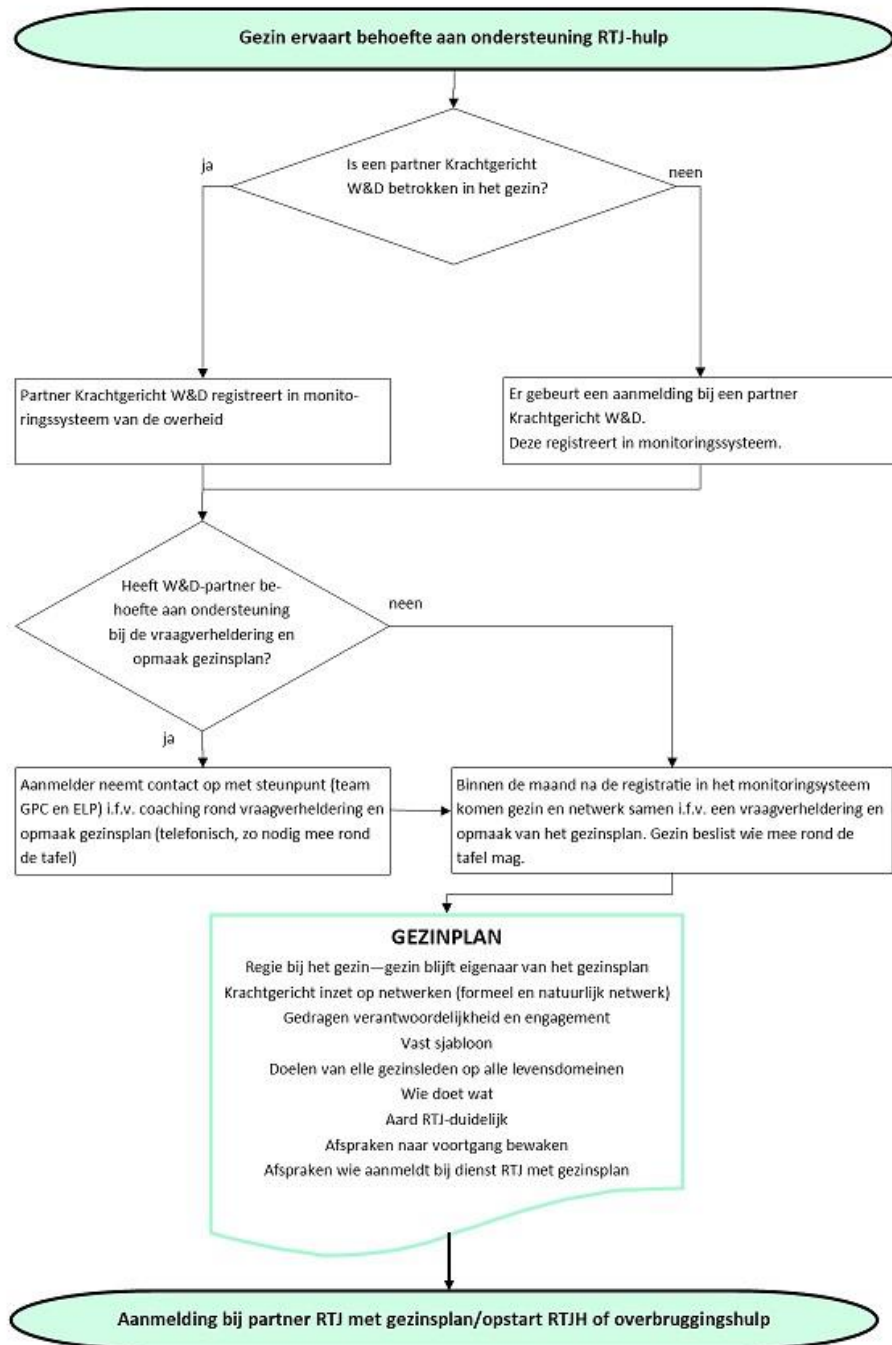 Gezin ervaart behoefte aan ondersteuning RTJ-hulp
ja
Is een partner Krachtgericht
W&D betrokken in het gezin?
neen
Partner Krachtgericht W&D registreert in monito-
ringssysteem van de overheid
Er gebeurt een aanmelding bij een partner
Krachtgericht W&D.
Deze registreert in monitoringssysteem.
Heeft W&D-partner be-
hoefte aan ondersteuning
bij de vraagverheldering en
opmaak gezinsplan?
neen
ja
Aanmelder neemt contact op met steunpunt (team
GPC en ELP) i.f.v. coaching rond vraagverheldering en
opmaak gezinsplan (telefonisch, zo nodig mee rond
de tafel)
Binnen de maand na de registratie in het monitoringsysteem
komen gezin en netwerk samen i.f.v. een vraagverheldering en
opmaak van het gezinsplan. Gezin beslist wie mee rond de
tafel mag.
GEZINPLAN
Regie bij het gezin—gezin blijft eigenaar van het gezinsplan
Krachtgericht inzet op netwerken (formeel en natuurlijk netwerk)
Gedragen verantwoordelijkheid en engagement
Vast sjabloon
Doelen van elle gezinsleden op alle levensdomeinen
Wie doet wat
Aard RTJ-duidelijk
Afspraken naar voortgang bewaken
Afspraken wie aanmeldt bij dienst RTJ met gezinsplan
Aanmelding bij partner RTJ met gezinsplan/opstart RTJH of overbruggingshulp